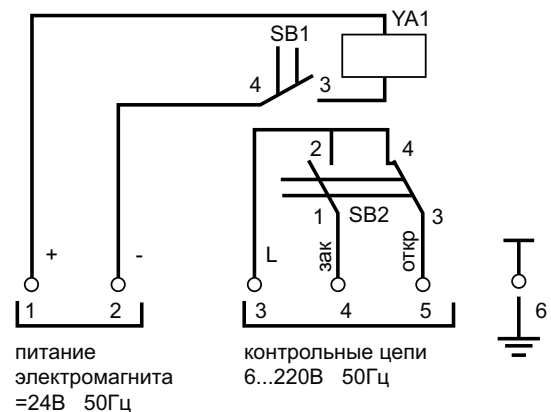 YA1
SB1
4 3
2 4
1 SB2 3
+ - L зак откр
1 2 3 4 5 6
питание
электромагнита
=24В 50Гц
контрольные цепи
6...220В 50Гц